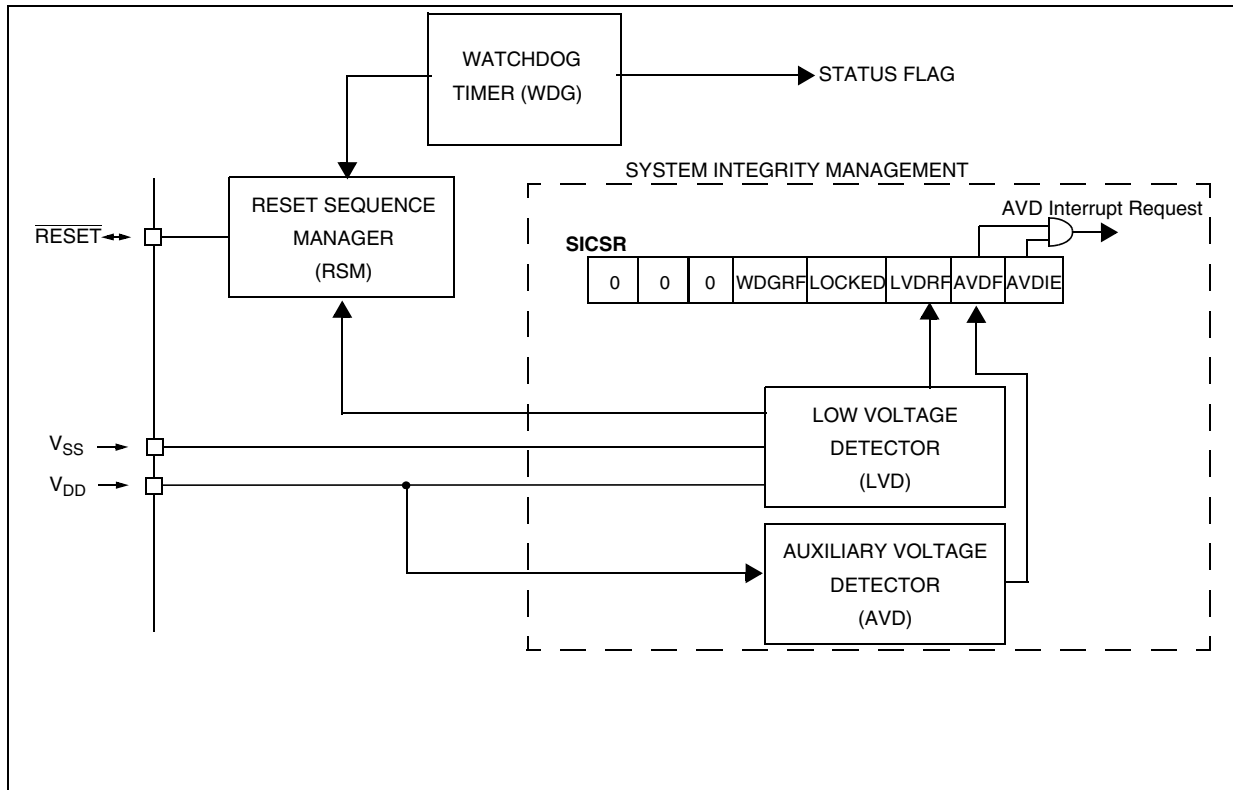 WATCHDOG
TIMER (WDG)
STATUS FLAG
SYSTEM INTEGRITY MANAGEMENT
RESET SEQUENCE
MANAGER
(RSM)
RESET
AVD Interrupt Request
SICSR
0 0 0 WDGRF LOCKED LVDRF AVDF AVDIE
LOW VOLTAGE
DETECTOR
(LVD)
VSS
VDD
AUXILIARY VOLTAGE
DETECTOR
(AVD)